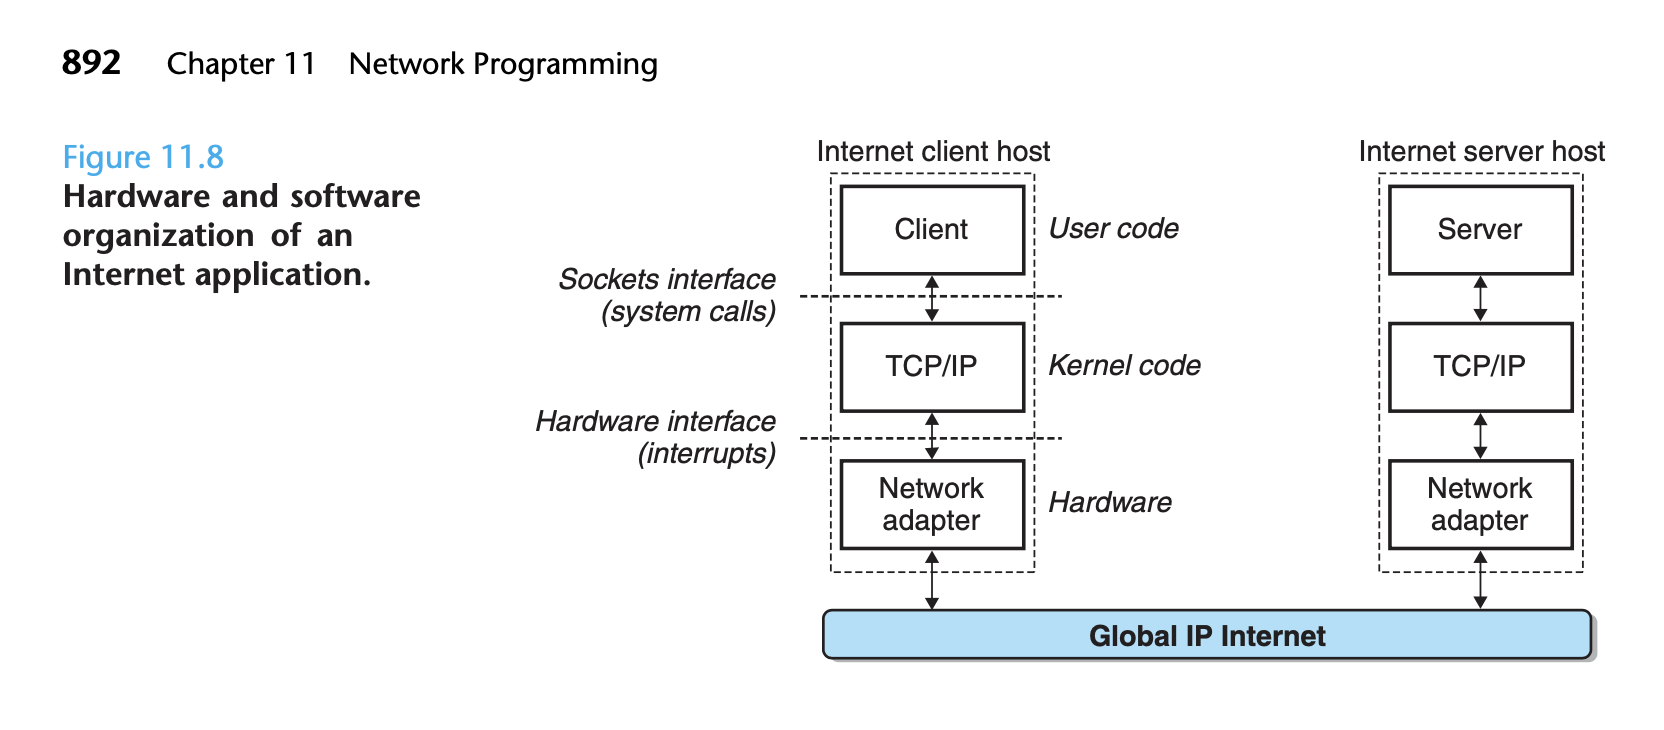 892 Chapter 11 Network Programming
Figure 11.8
Hardware and software
organization of an
Internet application.
Internet client host
Client
User code
Sockets interface
(system calls)
TCP/IP
Kernel code
Hardware interface
(interrupts)
Network
adapter
Hardware
Internet server host
Server
TCP/IP
Network
adapter
Global IP Internet